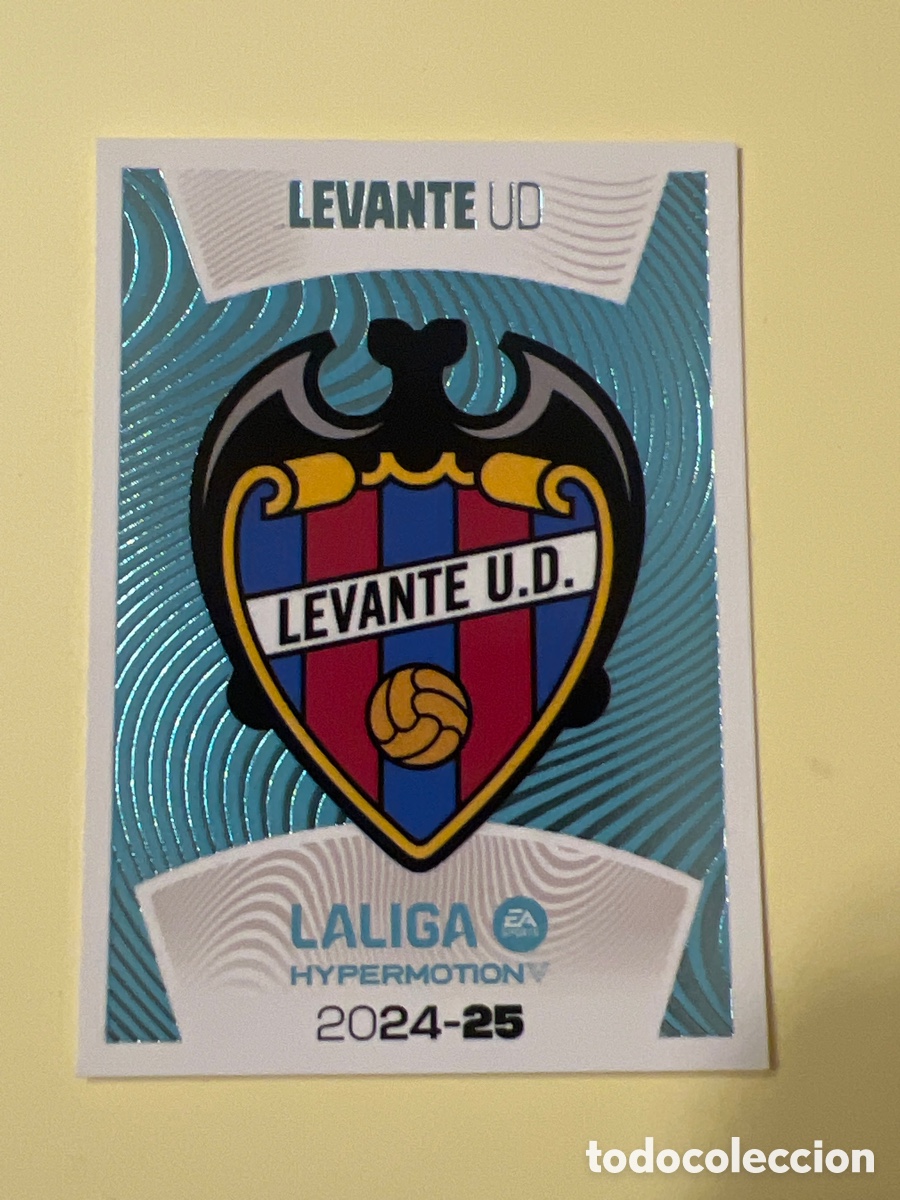 LEVANTE UD
LEVANTE U.D.
LALIGA EA SPORTS
HYPERMOTION
2024-25
todocoleccion